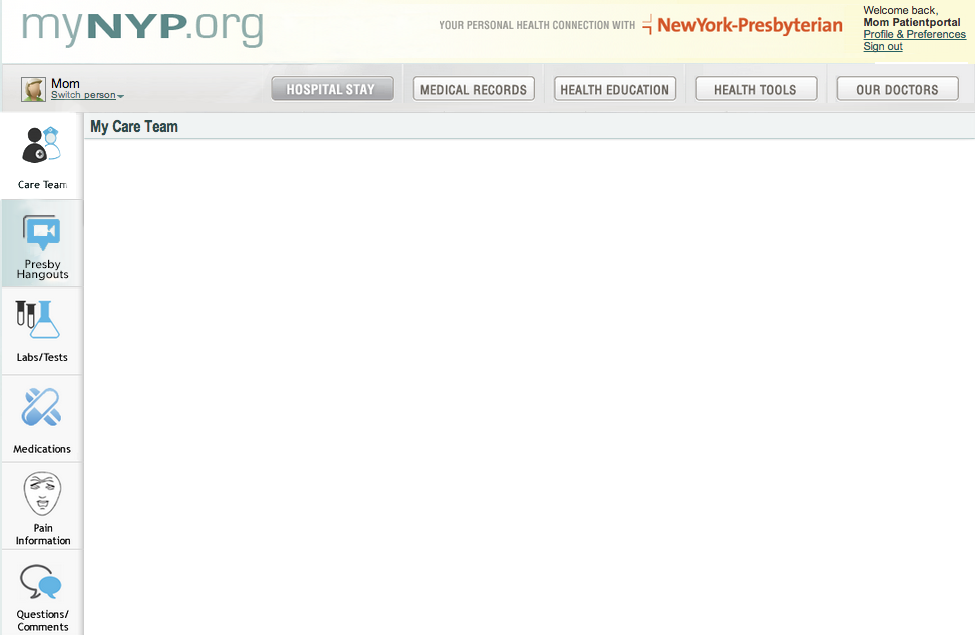 myNYP.org
YOUR PERSONAL HEALTH CONNECTION WITH NewYork-Presbyterian
Welcome back,
Mom Patientportal
Profile & Preferences
Sign out
Mom
Switch person
HOSPITAL STAY
MEDICAL RECORDS
HEALTH EDUCATION
HEALTH TOOLS
OUR DOCTORS
My Care Team
Care Team
Presby
Hangouts
Labs/Tests
Medications
Pain
Information
Questions/
Comments